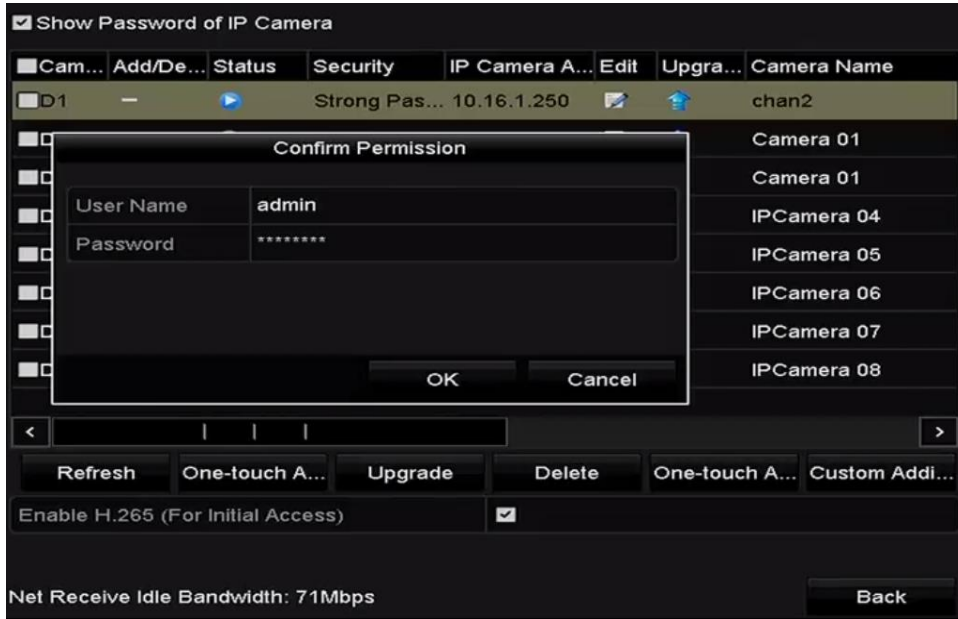 Show Password of IP Camera
Cam... Add/De... Status Security IP Camera A... Edit Upgra... Camera Name
D1 — Strong Pas... 10.16.1.250 chan2
Confirm Permission
Camera 01
Camera 01
User Name admin
IPCamera 04
Password ********
IPCamera 05
IPCamera 06
IPCamera 07
OK Cancel
IPCamera 08
Refresh One-touch A... Upgrade Delete One-touch A... Custom Addi...
Enable H.265 (For Initial Access)
Net Receive Idle Bandwidth: 71Mbps
Back